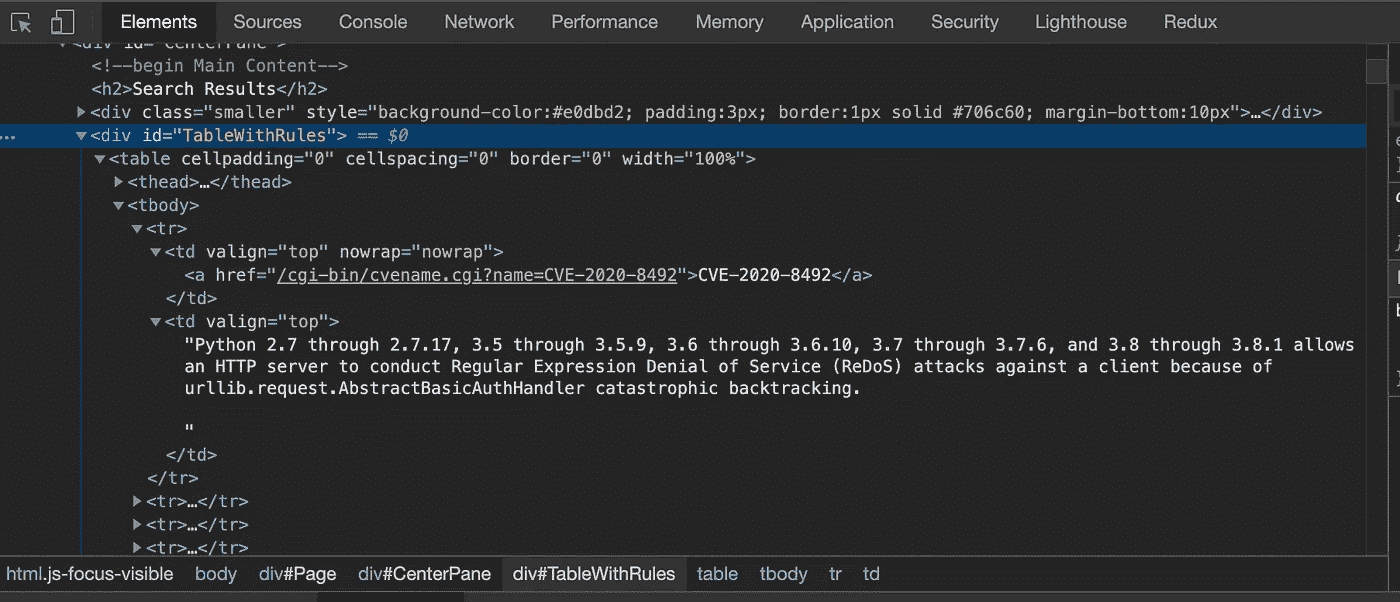 Elements Sources Console Network Performance Memory Application Security Lighthouse Redux
<div id="CenterPane">
<!--begin Main Content-->
<h2>Search Results</h2>
<div class="smaller" style="background-color:#e0dbd2; padding:3px; border:1px solid #706c60; margin-bottom:10px">…</div>
… <div id="TableWithRules"> == $0
<table cellpadding="0" cellspacing="0" border="0" width="100%">
<thead>…</thead>
<tbody>
<tr>
<td valign="top" nowrap="nowrap">
<a href="/cgi-bin/cvename.cgi?name=CVE-2020-8492">CVE-2020-8492</a>
</td>
<td valign="top">
"Python 2.7 through 2.7.17, 3.5 through 3.5.9, 3.6 through 3.6.10, 3.7 through 3.7.6, and 3.8 through 3.8.1 allows
an HTTP server to conduct Regular Expression Denial of Service (ReDoS) attacks against a client because of
urllib.request.AbstractBasicAuthHandler catastrophic backtracking.
"
</td>
</tr>
<tr>…</tr>
<tr>…</tr>
<tr>…</tr>
html.js-focus-visible body div#Page div#CenterPane div#TableWithRules table tbody tr td